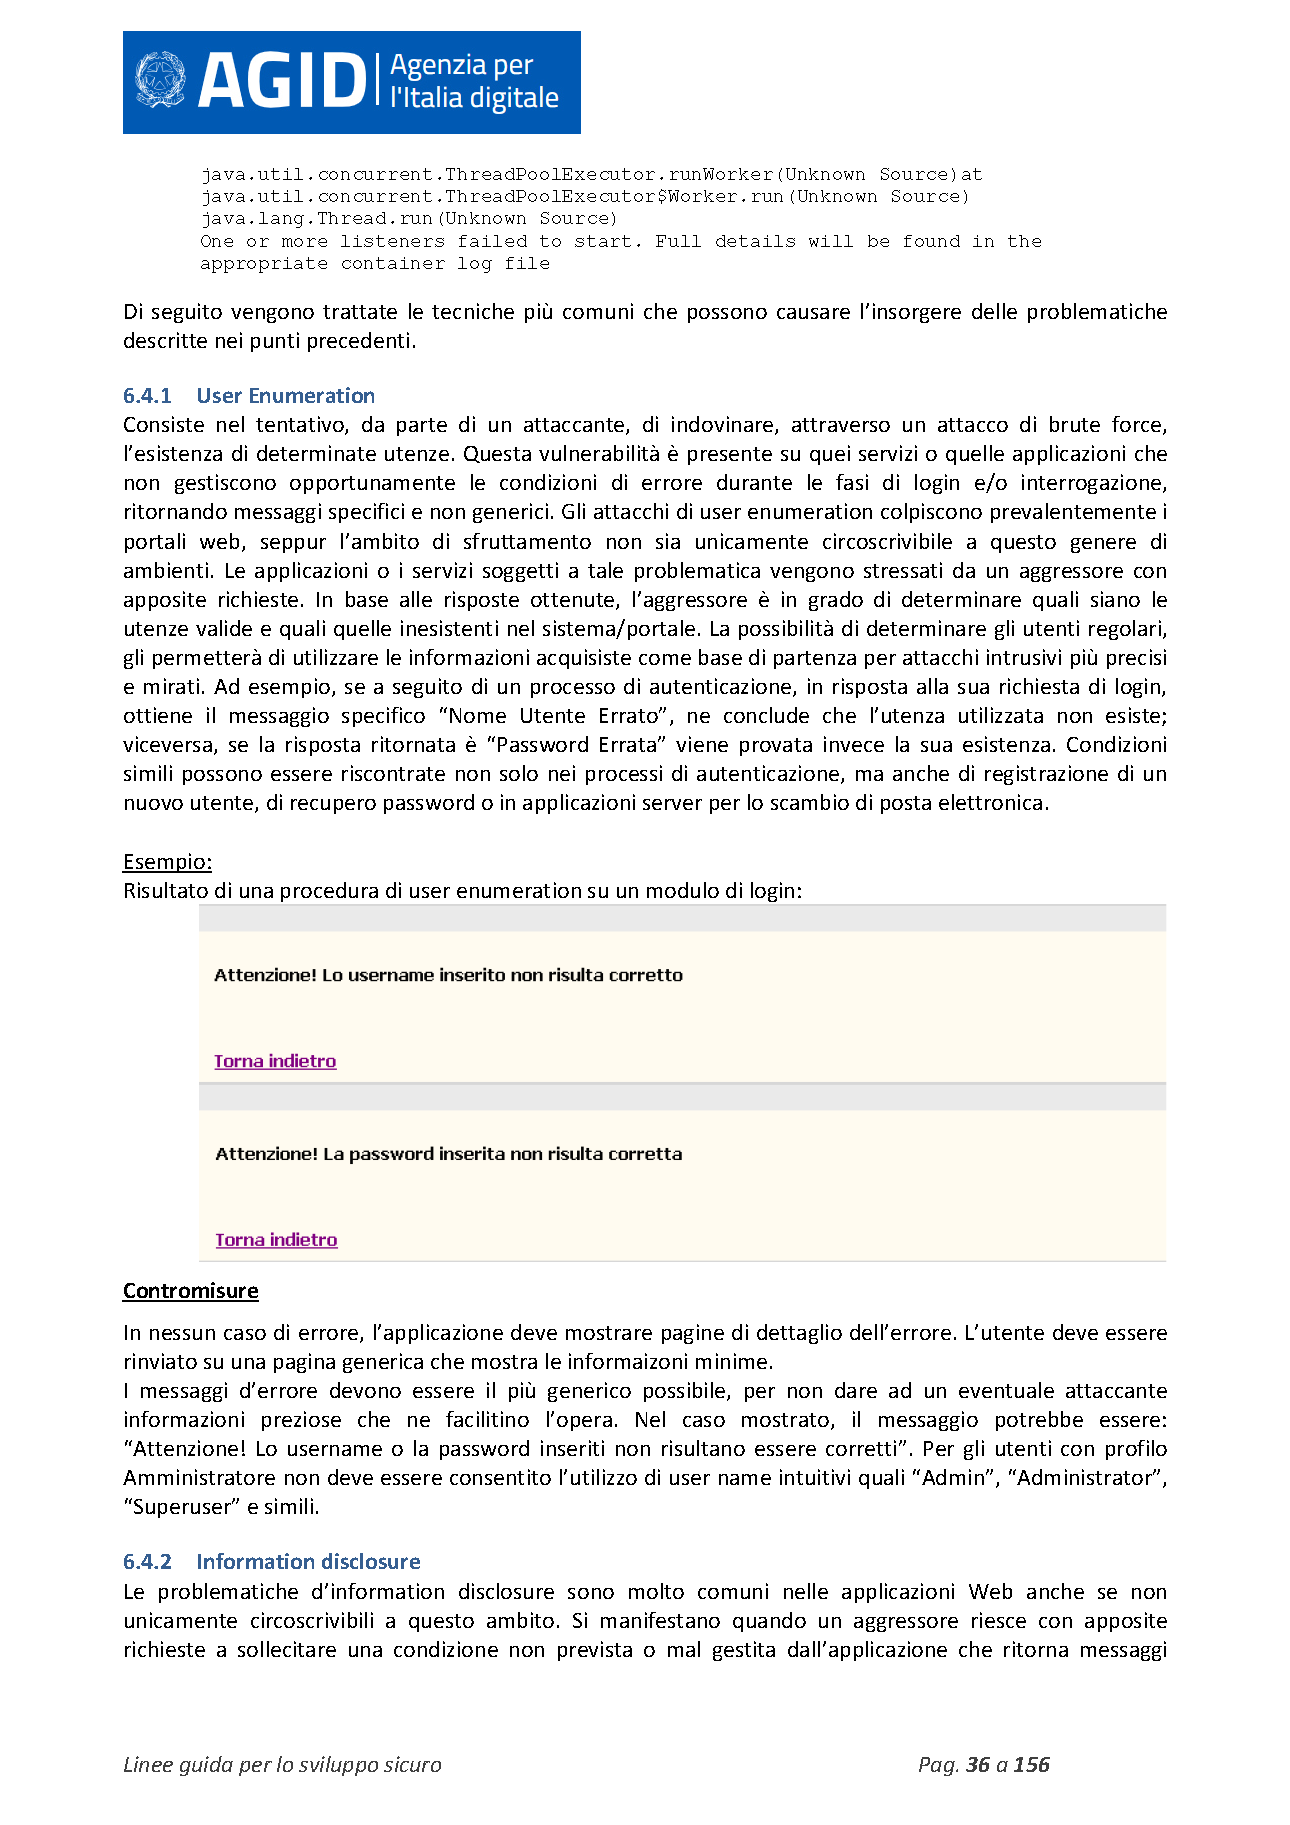 AGID Agenzia per
l'Italia digitale
java.util.concurrent.ThreadPoolExecutor.runWorker(Unknown Source)at
java.util.concurrent.ThreadPoolExecutor$Worker.run(Unknown Source)
java.lang.Thread.run(Unknown Source)
One or more listeners failed to start. Full details will be found in the
appropriate container log file
Di seguito vengono trattate le tecniche più comuni che possono causare l’insorgere delle problematiche
descritte nei punti precedenti.
6.4.1 User Enumeration
Consiste nel tentativo, da parte di un attaccante, di indovinare, attraverso un attacco di brute force,
l’esistenza di determinate utenze. Questa vulnerabilità è presente su quei servizi o quelle applicazioni che
non gestiscono opportunamente le condizioni di errore durante le fasi di login e/o interrogazione,
ritornando messaggi specifici e non generici. Gli attacchi di user enumeration colpiscono prevalentemente i
portali web, seppur l’ambito di sfruttamento non sia unicamente circoscrivibile a questo genere di
ambienti. Le applicazioni o i servizi soggetti a tale problematica vengono stressati da un aggressore con
apposite richieste. In base alle risposte ottenute, l’aggressore è in grado di determinare quali siano le
utenze valide e quali quelle inesistenti nel sistema/portale. La possibilità di determinare gli utenti regolari,
gli permetterà di utilizzare le informazioni acquisiste come base di partenza per attacchi intrusivi più precisi
e mirati. Ad esempio, se a seguito di un processo di autenticazione, in risposta alla sua richiesta di login,
ottiene il messaggio specifico “Nome Utente Errato”, ne conclude che l’utenza utilizzata non esiste;
viceversa, se la risposta ritornata è “Password Errata” viene provata invece la sua esistenza. Condizioni
simili possono essere riscontrate non solo nei processi di autenticazione, ma anche di registrazione di un
nuovo utente, di recupero password o in applicazioni server per lo scambio di posta elettronica.
Esempio:
Risultato di una procedura di user enumeration su un modulo di login:
Attenzione! Lo username inserito non risulta corretto
Torna indietro
Attenzione! La password inserita non risulta corretta
Torna indietro
Contromisure
In nessun caso di errore, l’applicazione deve mostrare pagine di dettaglio dell’errore. L’utente deve essere
rinviato su una pagina generica che mostra le informaizoni minime.
I messaggi d’errore devono essere il più generico possibile, per non dare ad un eventuale attaccante
informazioni preziose che ne facilitino l’opera. Nel caso mostrato, il messaggio potrebbe essere:
“Attenzione! Lo username o la password inseriti non risultano essere corretti”. Per gli utenti con profilo
Amministratore non deve essere consentito l’utilizzo di user name intuitivi quali “Admin”, “Administrator”,
“Superuser” e simili.
6.4.2 Information disclosure
Le problematiche d’information disclosure sono molto comuni nelle applicazioni Web anche se non
unicamente circoscrivibili a questo ambito. Si manifestano quando un aggressore riesce con apposite
richieste a sollecitare una condizione non prevista o mal gestita dall’applicazione che ritorna messaggi
Linee guida per lo sviluppo sicuro Pag. 36 a 156